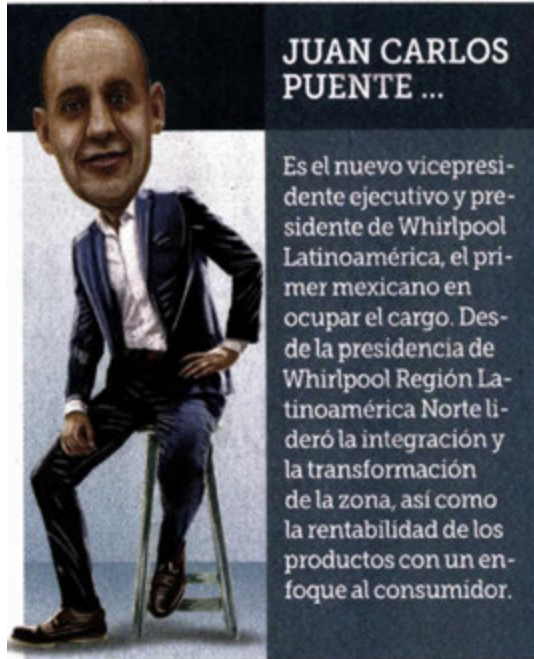 JUAN CARLOS
PUENTE ...
Es el nuevo vicepresi-
dente ejecutivo y pre-
sidente de Whirlpool
Latinoamérica, el pri-
mer mexicano en
ocupar el cargo. Des-
de la presidencia de
Whirlpool Región La-
tinoamérica Norte li-
deró la integración y
la transformación
de la zona, así como
la rentabilidad de los
productos con un en-
foque al consumidor.